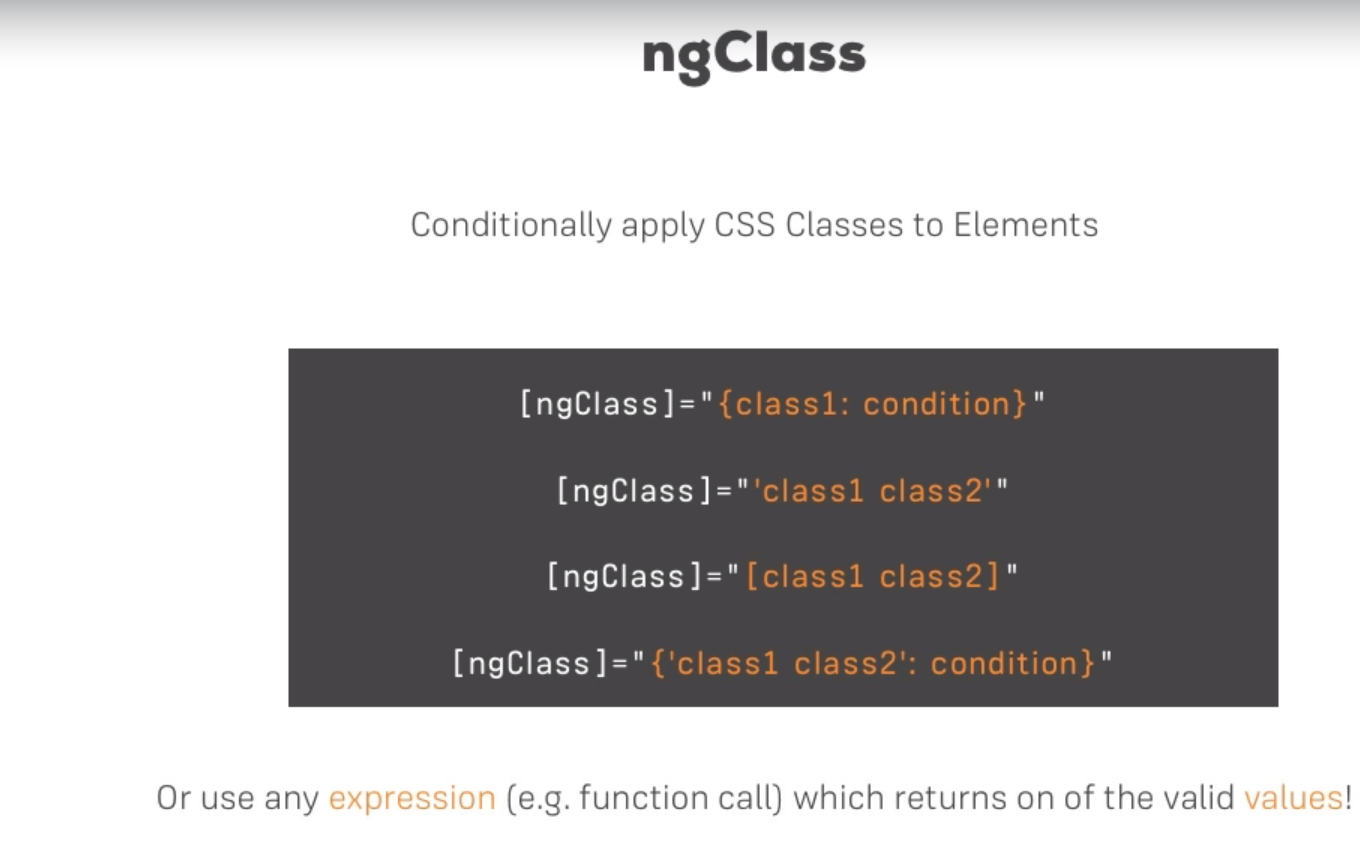 ngClass
Conditionally apply CSS Classes to Elements
[ngClass]="{class1: condition}"
[ngClass]="'class1 class2'"
[ngClass]="[class1 class2]"
[ngClass]="{'class1 class2': condition}"
Or use any expression (e.g. function call) which returns on of the valid values!